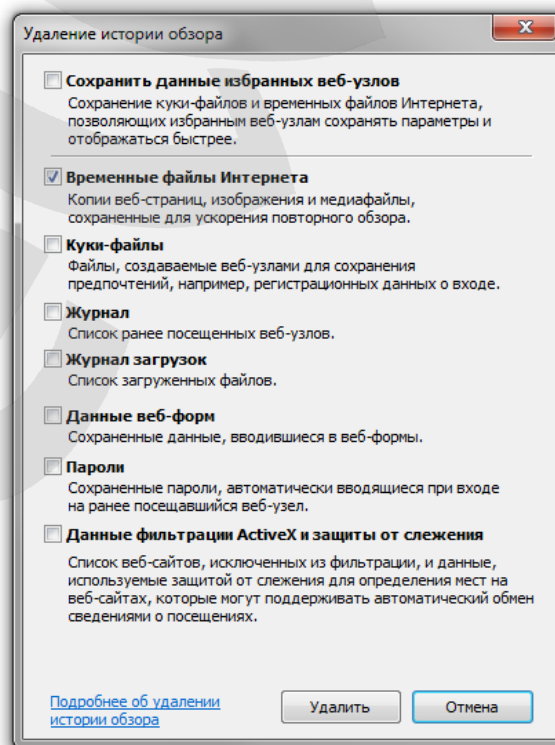 Удаление истории обзора
Сохранить данные избранных веб-узлов
Сохранение куки-файлов и временных файлов Интернета,
позволяющих избранным веб-узлам сохранять параметры и
отображаться быстрее.
Временные файлы Интернета
Копии веб-страниц, изображения и медиафайлы,
сохраненные для ускорения повторного обзора.
Куки-файлы
Файлы, создаваемые веб-узлами для сохранения
предпочтений, например, регистрационных данных о входе.
Журнал
Список ранее посещенных веб-узлов.
Журнал загрузок
Список загруженных файлов.
Данные веб-форм
Сохраненные данные, вводившиеся в веб-формы.
Пароли
Сохраненные пароли, автоматически вводящиеся при входе
на ранее посещавшийся веб-узел.
Данные фильтрации ActiveX и защиты от слежения
Список веб-сайтов, исключенных из фильтрации, и данные,
используемые защитой от слежения для определения мест на
веб-сайтах, которые могут поддерживать автоматический обмен
сведениями о посещениях.
Подробнее об удалении
истории обзора
Удалить
Отмена